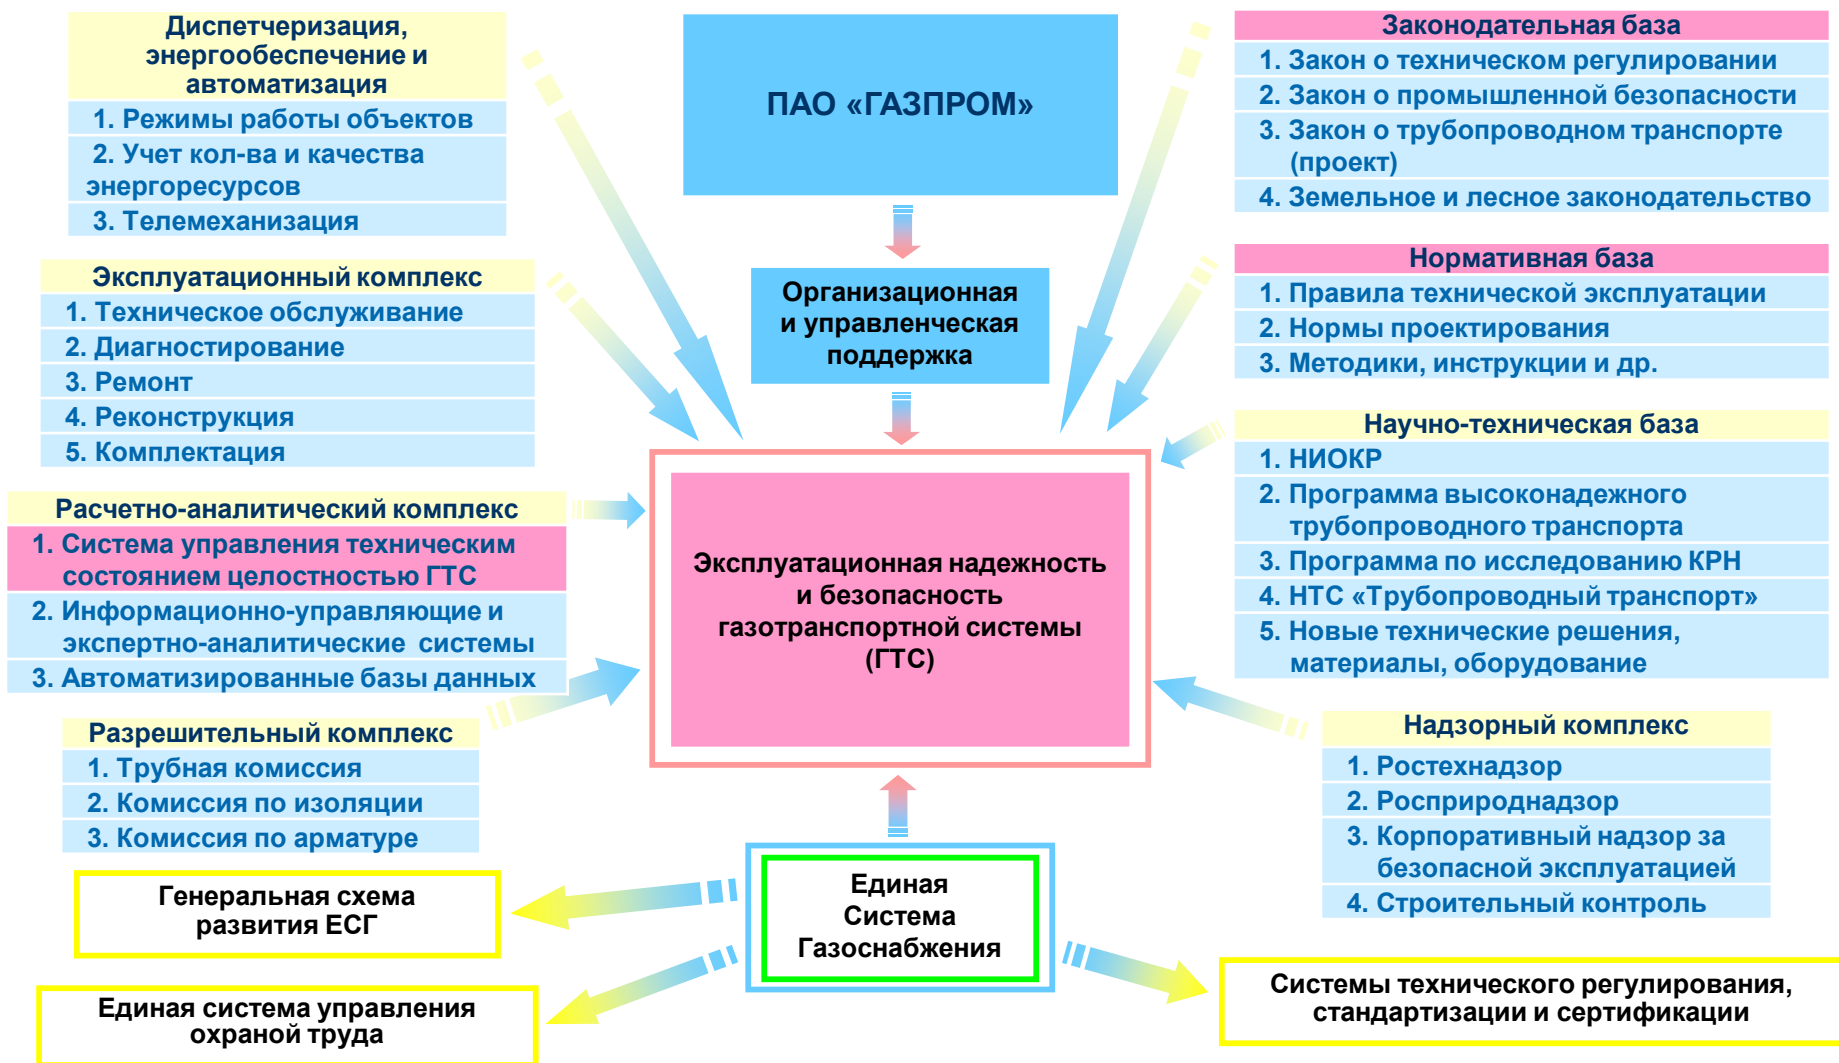 Диспетчеризация,
энергообеспечение и
автоматизация
1. Режимы работы объектов
2. Учет кол-ва и качества
энергоресурсов
3. Телемеханизация
Эксплуатационный комплекс
1. Техническое обслуживание
2. Диагностирование
3. Ремонт
4. Реконструкция
5. Комплектация
Расчетно-аналитический комплекс
1. Система управления техническим
состоянием целостностью ГТС
2. Информационно-управляющие и
экспертно-аналитические системы
3. Автоматизированные базы данных
Разрешительный комплекс
1. Трубная комиссия
2. Комиссия по изоляции
3. Комиссия по арматуре
Генеральная схема
развития ЕСГ
Единая система управления
охраной труда
ПАО «ГАЗПРОМ»
Организационная
и управленческая
поддержка
Эксплуатационная надежность
и безопасность
газотранспортной системы
(ГТС)
Единая
Система
Газоснабжения
Законодательная база
1. Закон о техническом регулировании
2. Закон о промышленной безопасности
3. Закон о трубопроводном транспорте
(проект)
4. Земельное и лесное законодательство
Нормативная база
1. Правила технической эксплуатации
2. Нормы проектирования
3. Методики, инструкции и др.
Научно-техническая база
1. НИОКР
2. Программа высоконадежного
трубопроводного транспорта
3. Программа по исследованию КРН
4. НТС «Трубопроводный транспорт»
5. Новые технические решения,
материалы, оборудование
Надзорный комплекс
1. Ростехнадзор
2. Росприроднадзор
3. Корпоративный надзор за
безопасной эксплуатацией
4. Строительный контроль
Системы технического регулирования,
стандартизации и сертификации